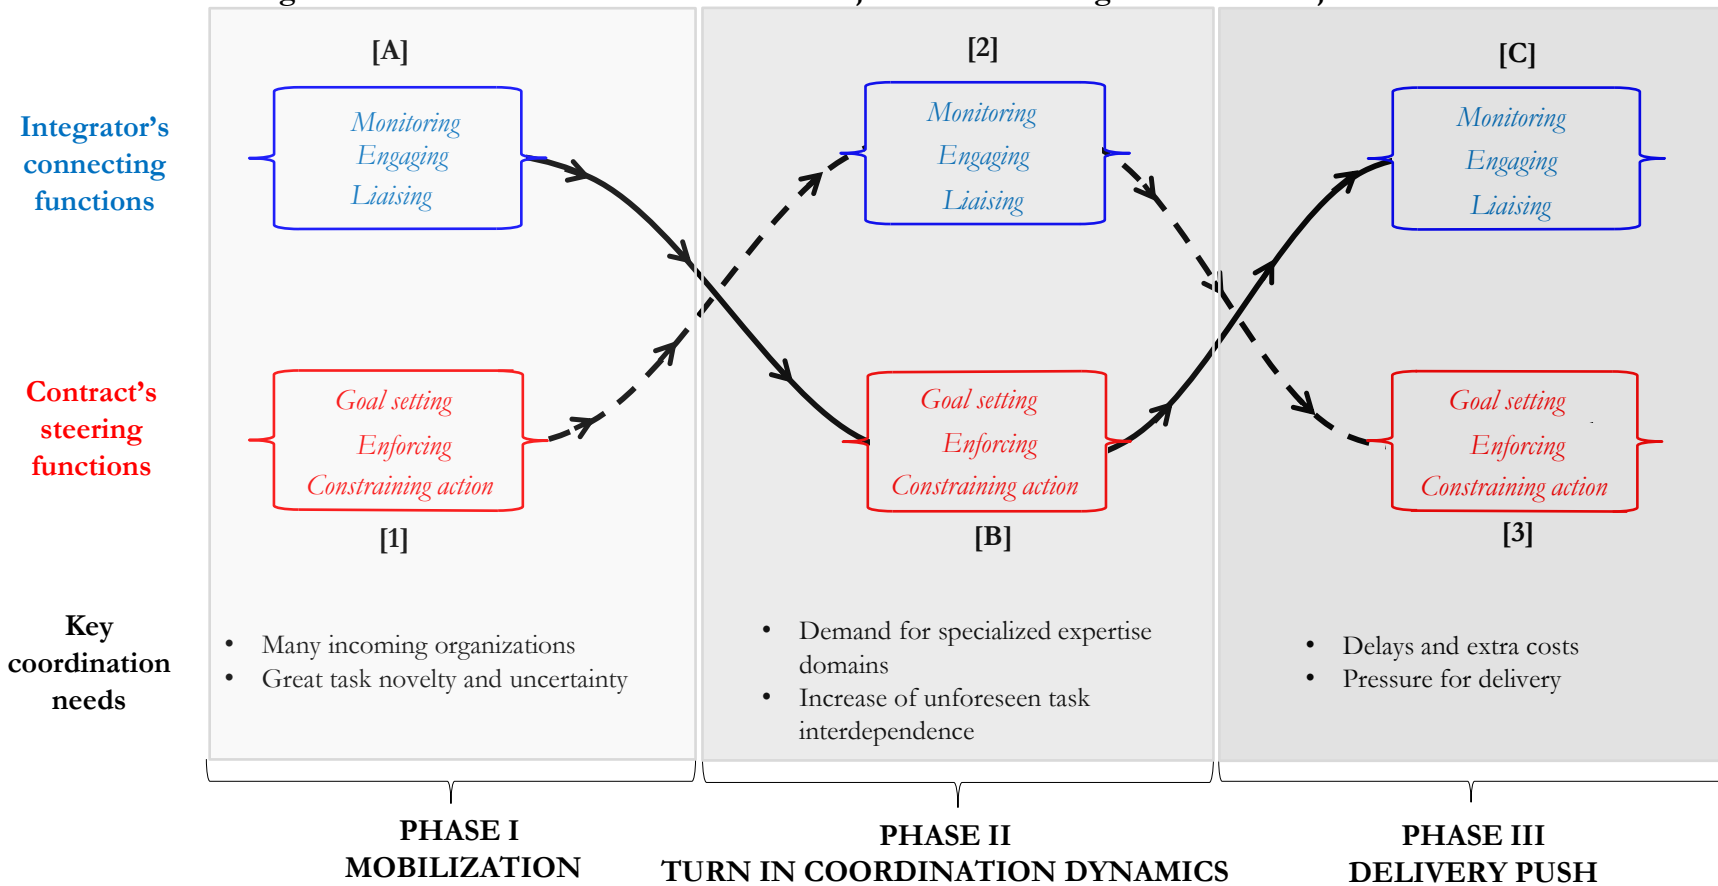 [A]
[2]
[C]
Integrator's
connecting
functions
Monitoring
Engaging
Liaising
Monitoring
Engaging
Liaising
Monitoring
Engaging
Liaising
Contract's
steering
functions
Goal setting
Enforcing
Constraining action
Goal setting
Enforcing
Constraining action
Goal setting
Enforcing
Constraining action
[1]
[B]
[3]
Key
coordination
needs
• Many incoming organizations
• Great task novelty and uncertainty
• Demand for specialized expertise
domains
• Increase of unforeseen task
interdependence
• Delays and extra costs
• Pressure for delivery
PHASE I
MOBILIZATION
PHASE II
TURN IN COORDINATION DYNAMICS
PHASE III
DELIVERY PUSH